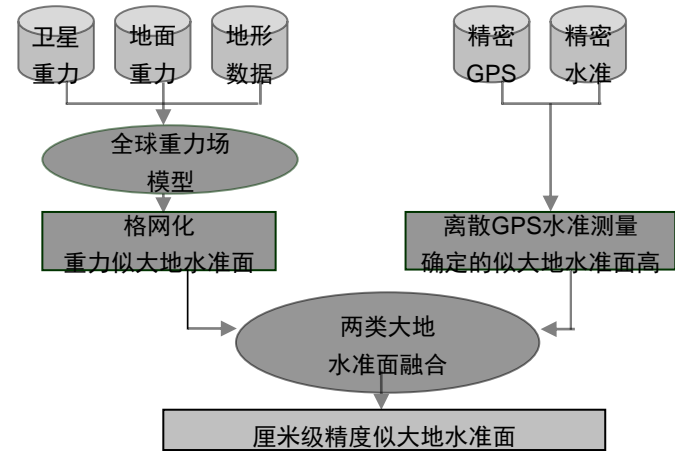 卫星
重力
地面
重力
地形
数据
精密
GPS
精密
水准
全球重力场
模型
格网化
重力似大地水准面
离散GPS水准测量
确定的似大地水准面高
两类大地
水准面融合
厘米级精度似大地水准面